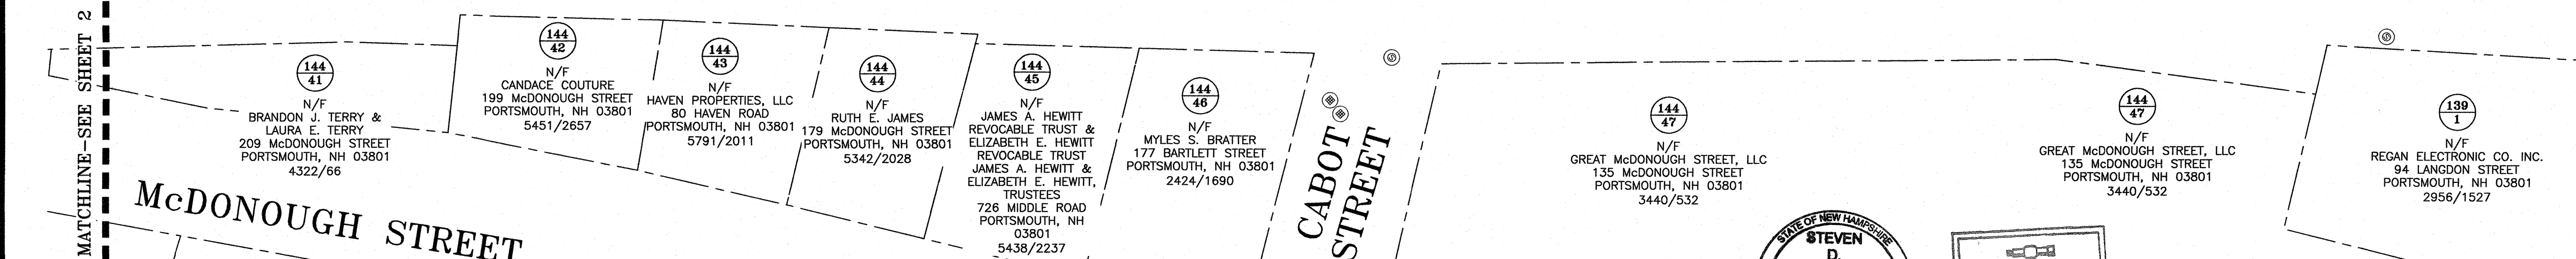 MATCHLINE-SEE SHEET 2
144
41
N/F
BRANDON J. TERRY &
LAURA E. TERRY
209 McDONOUGH STREET
PORTSMOUTH, NH 03801
4322/66
144
42
N/F
CANDACE COUTURE
199 McDONOUGH STREET
PORTSMOUTH, NH 03801
5451/2657
144
43
N/F
HAVEN PROPERTIES, LLC
80 HAVEN ROAD
PORTSMOUTH, NH 03801
5791/2011
144
44
N/F
RUTH E. JAMES
179 McDONOUGH STREET
PORTSMOUTH, NH 03801
5342/2028
144
45
N/F
JAMES A. HEWITT
REVOCABLE TRUST &
ELIZABETH E. HEWITT
REVOCABLE TRUST
JAMES A. HEWITT &
ELIZABETH E. HEWITT,
TRUSTEES
726 MIDDLE ROAD
PORTSMOUTH, NH
03801
5438/2237
144
46
N/F
MYLES S. BRATTER
177 BARTLETT STREET
PORTSMOUTH, NH 03801
2424/1690
CABOT
STREET
144
47
N/F
GREAT McDONOUGH STREET, LLC
135 McDONOUGH STREET
PORTSMOUTH, NH 03801
3440/532
144
47
N/F
GREAT McDONOUGH STREET, LLC
135 McDONOUGH STREET
PORTSMOUTH, NH 03801
3440/532
139
1
N/F
REGAN ELECTRONIC CO. INC.
94 LANGDON STREET
PORTSMOUTH, NH 03801
2956/1527
McDONOUGH STREET
STATE OF NEW HAMPSHIRE
STEVEN
D.